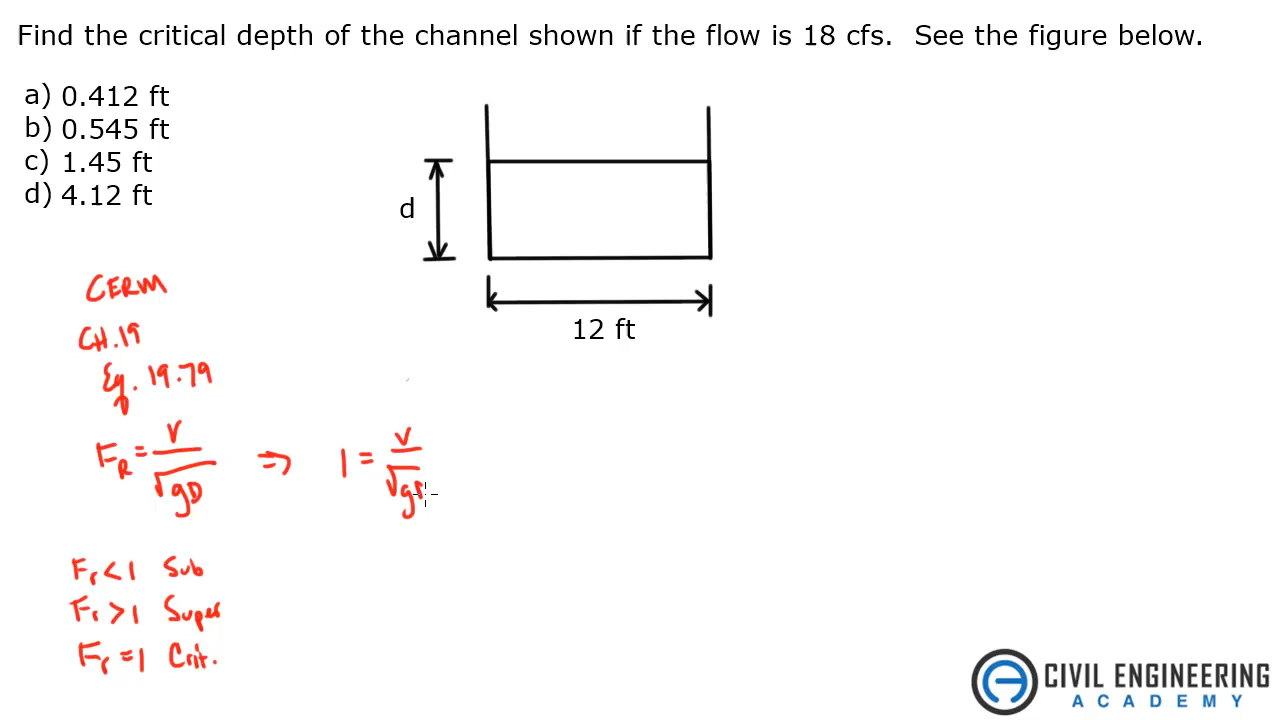 Find the critical depth of the channel shown if the flow is 18 cfs. See the figure below.
a) 0.412 ft
b) 0.545 ft
c) 1.45 ft
d) 4.12 ft
d
12 ft
CERM
CH.19
Eq. 19.79
F_R = V/√gD ⇒ 1 = V/√gD
Fr < 1 Sub
Fr > 1 Super
Fr = 1 Crit.
CIVIL ENGINEERING
ACADEMY